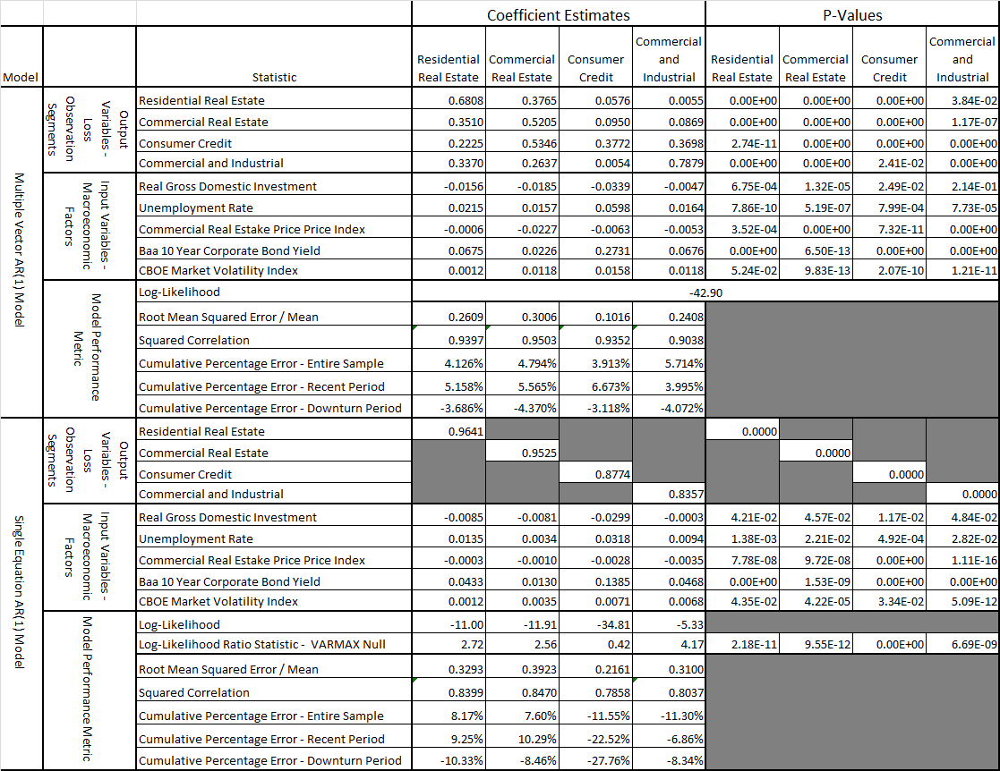 Coefficient Estimates P-Values
Model Statistic Residential Real Estate Commercial Real Estate Consumer Credit Commercial and Industrial Residential Real Estate Commercial Real Estate Consumer Credit Commercial and Industrial
Multiple Vector AR(1) Model
Output Variables - Loss Observation Segments
Residential Real Estate 0.6808 0.3765 0.0576 0.0055 0.00E+00 0.00E+00 0.00E+00 3.84E-02
Commercial Real Estate 0.3510 0.5205 0.0950 0.0869 0.00E+00 0.00E+00 0.00E+00 1.17E-07
Consumer Credit 0.2225 0.5346 0.3772 0.3698 2.74E-11 0.00E+00 0.00E+00 0.00E+00
Commercial and Industrial 0.3370 0.2637 0.0054 0.7879 0.00E+00 0.00E+00 2.41E-02 0.00E+00
Input Variables - Macroeconomic Factors
Real Gross Domestic Investment -0.0156 -0.0185 -0.0339 -0.0047 6.75E-04 1.32E-05 2.49E-02 2.14E-01
Unemployment Rate 0.0215 0.0157 0.0598 0.0164 7.86E-10 5.19E-07 7.99E-04 7.73E-05
Commercial Real Estake Price Price Index -0.0006 -0.0227 -0.0063 -0.0053 3.52E-04 0.00E+00 7.32E-11 0.00E+00
Baa 10 Year Corporate Bond Yield 0.0675 0.0226 0.2731 0.0676 0.00E+00 6.50E-13 0.00E+00 0.00E+00
CBOE Market Volatility Index 0.0012 0.0118 0.0158 0.0118 5.24E-02 9.83E-13 2.07E-10 1.21E-11
Model Performance Metric
Log-Likelihood -42.90
Root Mean Squared Error / Mean 0.2609 0.3006 0.1016 0.2408
Squared Correlation 0.9397 0.9503 0.9352 0.9038
Cumulative Percentage Error - Entire Sample 4.126% 4.794% 3.913% 5.714%
Cumulative Percentage Error - Recent Period 5.158% 5.565% 6.673% 3.995%
Cumulative Percentage Error - Downturn Period -3.686% -4.370% -3.118% -4.072%
Single Equation AR(1) Model
Output Variables - Loss Observation Segments
Residential Real Estate 0.9641 0.0000
Commercial Real Estate 0.9525 0.0000
Consumer Credit 0.8774 0.0000
Commercial and Industrial 0.8357 0.0000
Input Variables - Macroeconomic Factors
Real Gross Domestic Investment -0.0085 -0.0081 -0.0299 -0.0003 4.21E-02 4.57E-02 1.17E-02 4.84E-02
Unemployment Rate 0.0135 0.0034 0.0318 0.0094 1.38E-03 2.21E-02 4.92E-04 2.82E-02
Commercial Real Estake Price Price Index -0.0003 -0.0010 -0.0028 -0.0035 7.78E-08 9.72E-08 0.00E+00 1.11E-16
Baa 10 Year Corporate Bond Yield 0.0433 0.0130 0.1385 0.0468 0.00E+00 1.53E-09 0.00E+00 0.00E+00
CBOE Market Volatility Index 0.0012 0.0035 0.0071 0.0068 4.35E-02 4.22E-05 3.34E-02 5.09E-12
Model Performance Metric
Log-Likelihood -11.00 -11.91 -34.81 -5.33
Log-Likelihood Ratio Statistic - VARMAX Null 2.72 2.56 0.42 4.17 2.18E-11 9.55E-12 0.00E+00 6.69E-09
Root Mean Squared Error / Mean 0.3293 0.3923 0.2161 0.3100
Squared Correlation 0.8399 0.8470 0.7858 0.8037
Cumulative Percentage Error - Entire Sample 8.17% 7.60% -11.55% -11.30%
Cumulative Percentage Error - Recent Period 9.25% 10.29% -22.52% -6.86%
Cumulative Percentage Error - Downturn Period -10.33% -8.46% -27.76% -8.34%